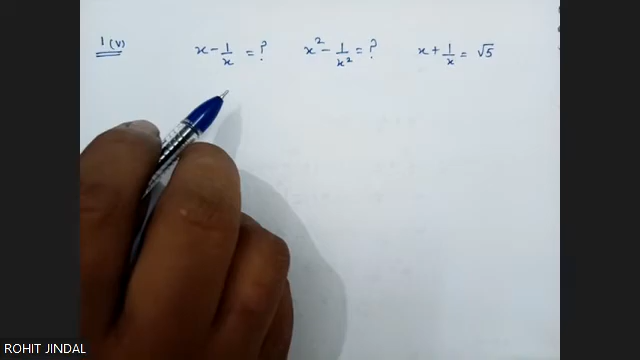 1 (v) x - 1/x = ? x² - 1/x² = ? x + 1/x = √5
ROHIT JINDAL